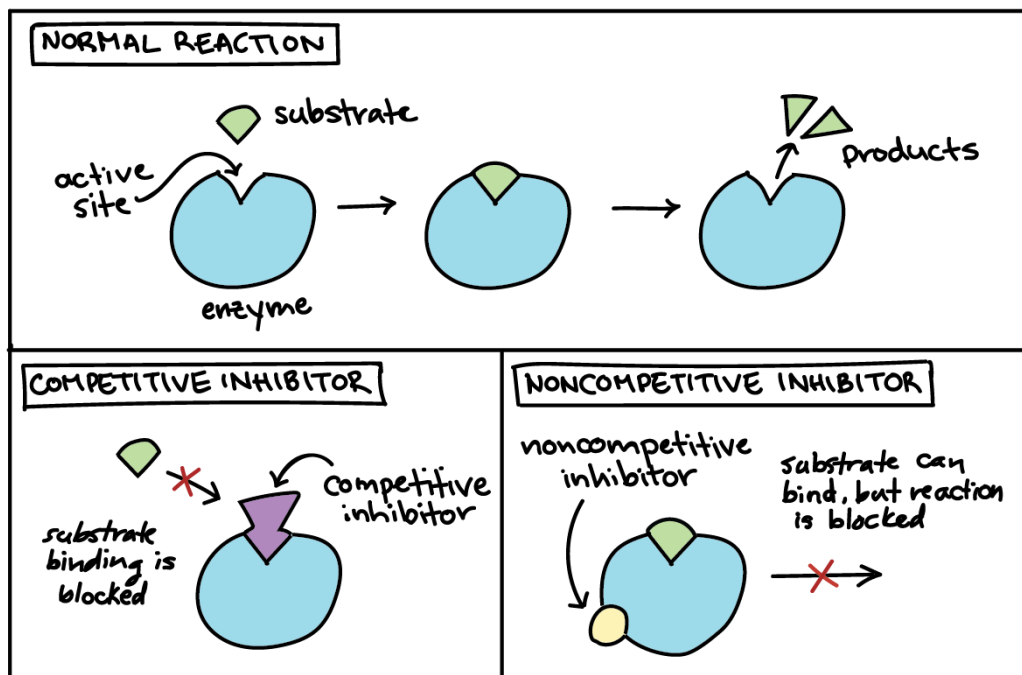 NORMAL REACTION
substrate
active
site
enzyme
products
COMPETITIVE INHIBITOR
competitive
inhibitor
substrate
binding is
blocked
NONCOMPETITIVE INHIBITOR
noncompetitive
inhibitor
substrate can
bind, but reaction
is blocked